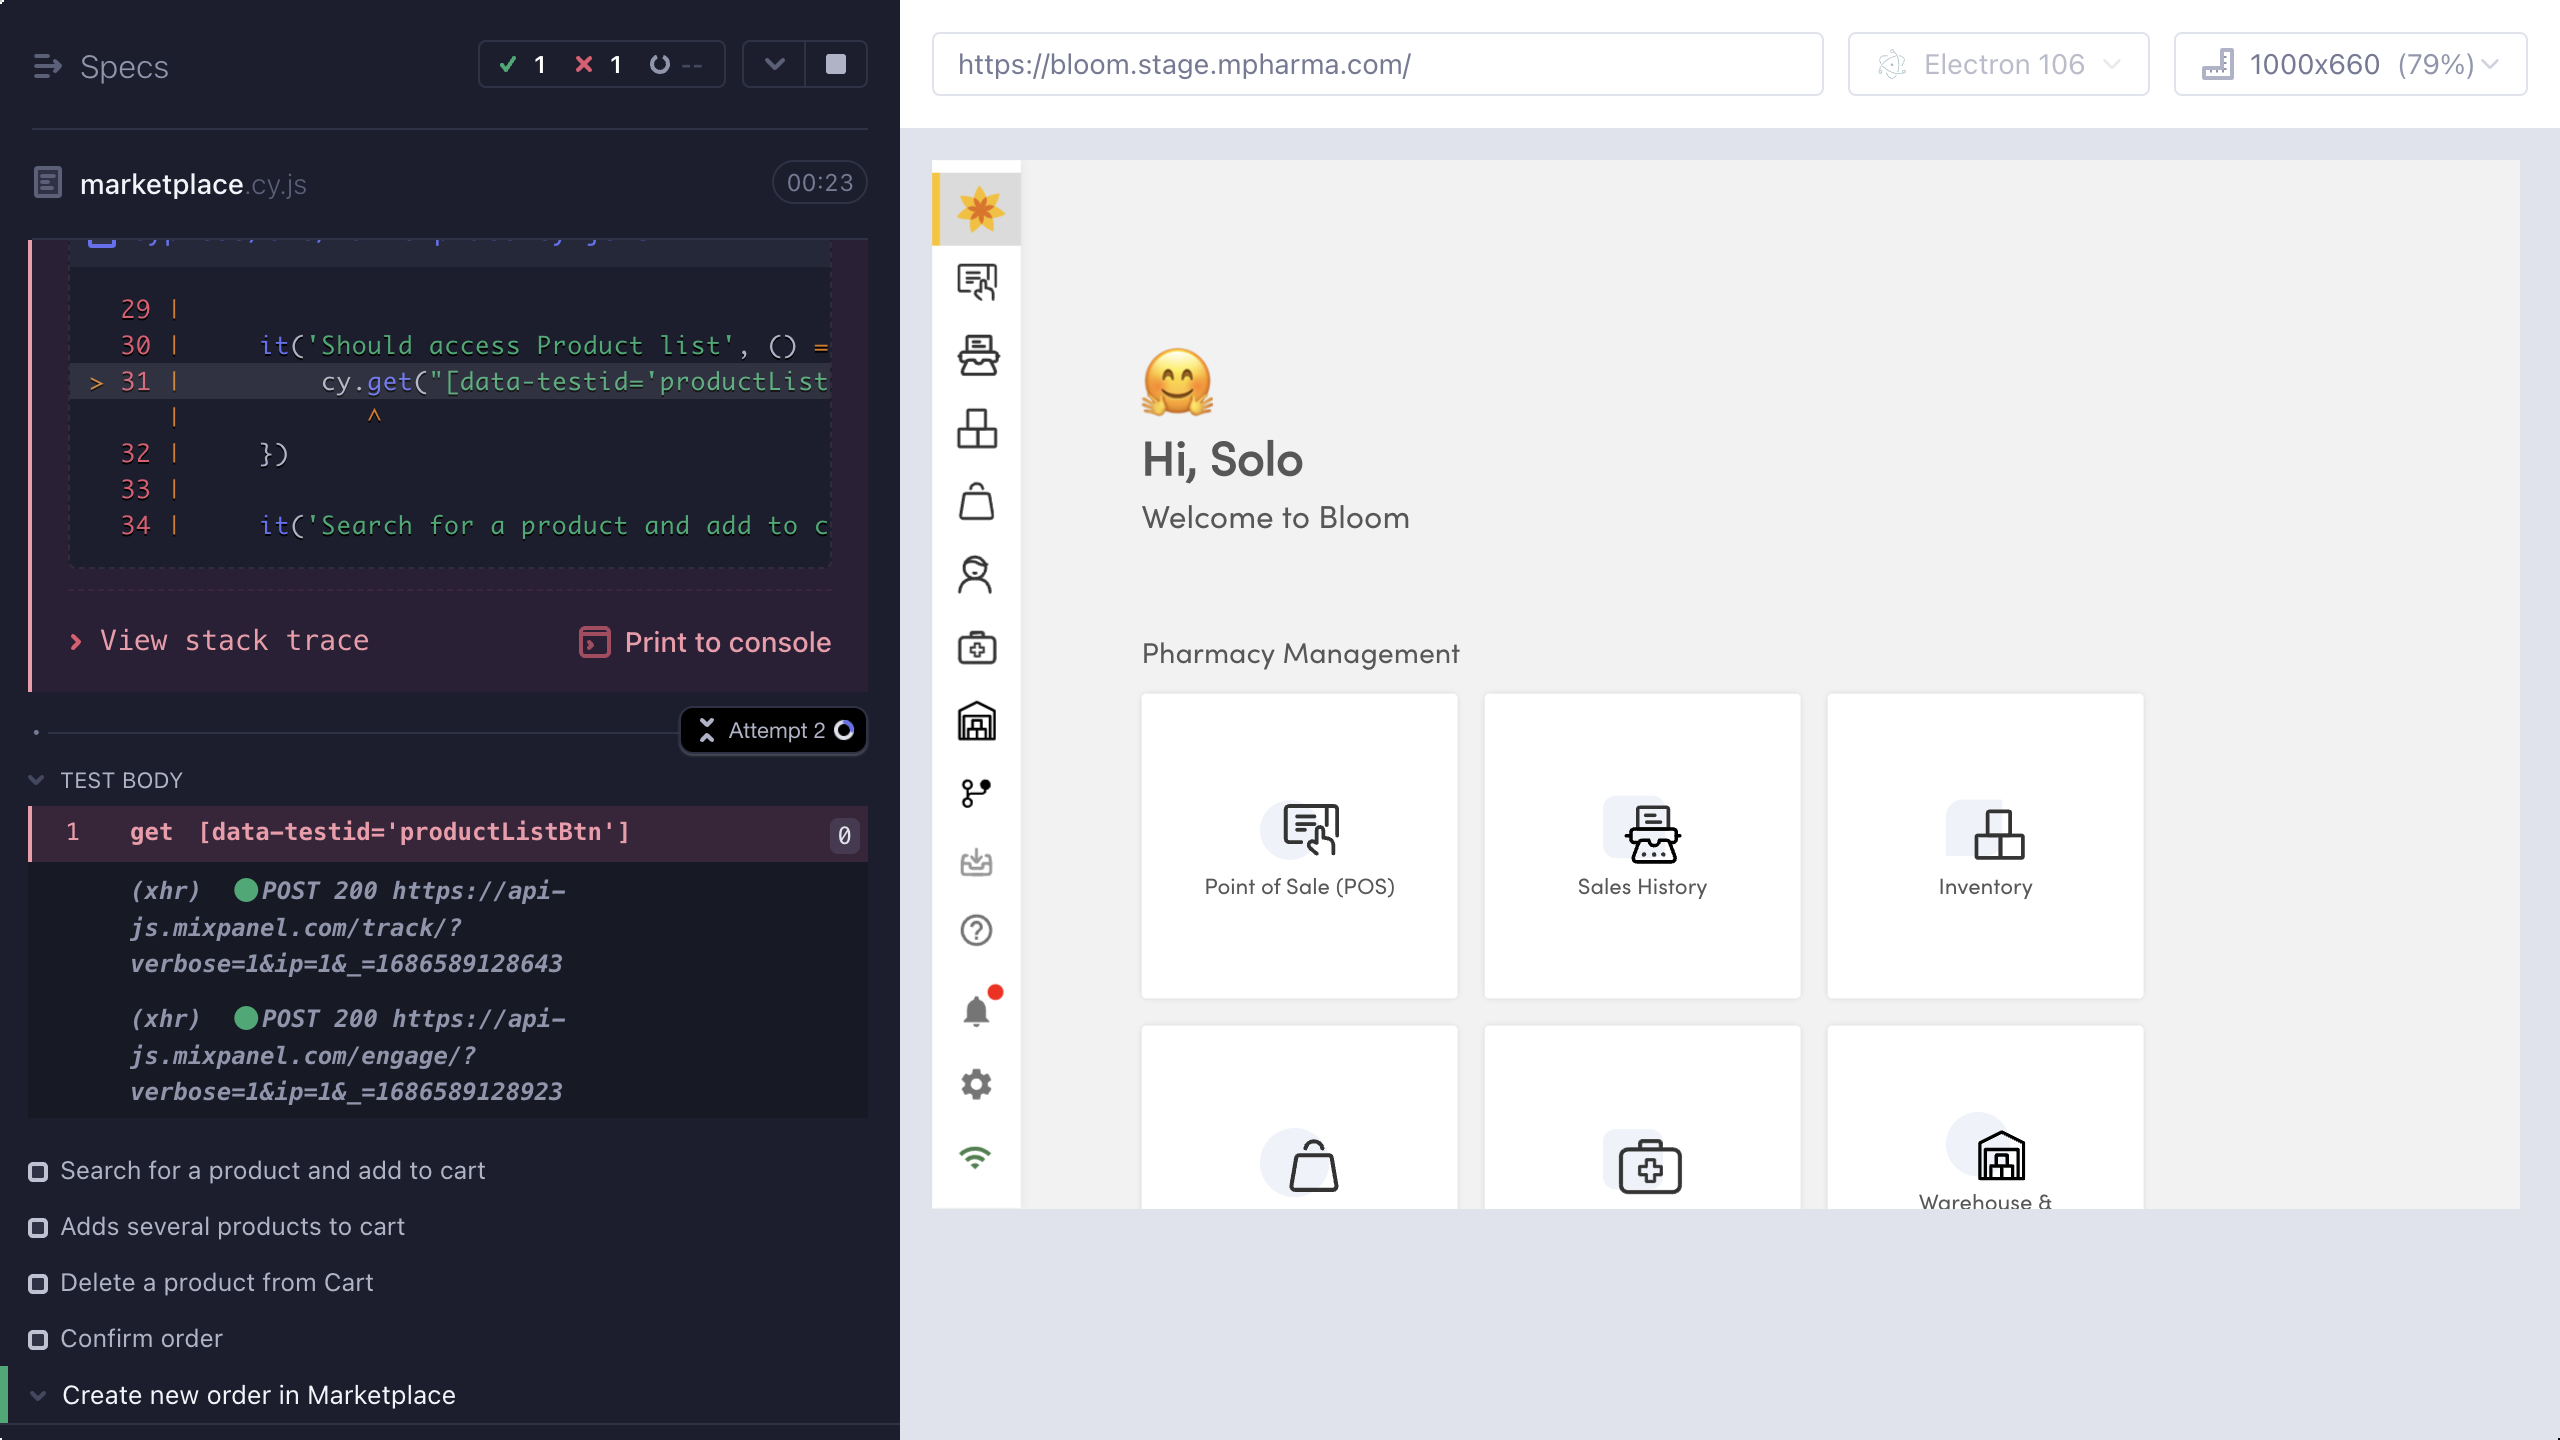 Specs
1 1 --
marketplace.cy.js
00:23
29 |
30 | it('Should access Product list', () =
> 31 | cy.get("[data-testid='productList
| ^
32 | })
33 |
34 | it('Search for a product and add to c
View stack trace
Print to console
Attempt 2
TEST BODY
1 get [data-testid='productListBtn'] 0
(xhr) POST 200 https://api-
js.mixpanel.com/track/?
verbose=1&ip=1&_=1686589128643
(xhr) POST 200 https://api-
js.mixpanel.com/engage/?
verbose=1&ip=1&_=1686589128923
Search for a product and add to cart
Adds several products to cart
Delete a product from Cart
Confirm order
Create new order in Marketplace
https://bloom.stage.mpharma.com/
Electron 106
1000x660 (79%)
Hi, Solo
Welcome to Bloom
Pharmacy Management
Point of Sale (POS)
Sales History
Inventory
Warehouse &